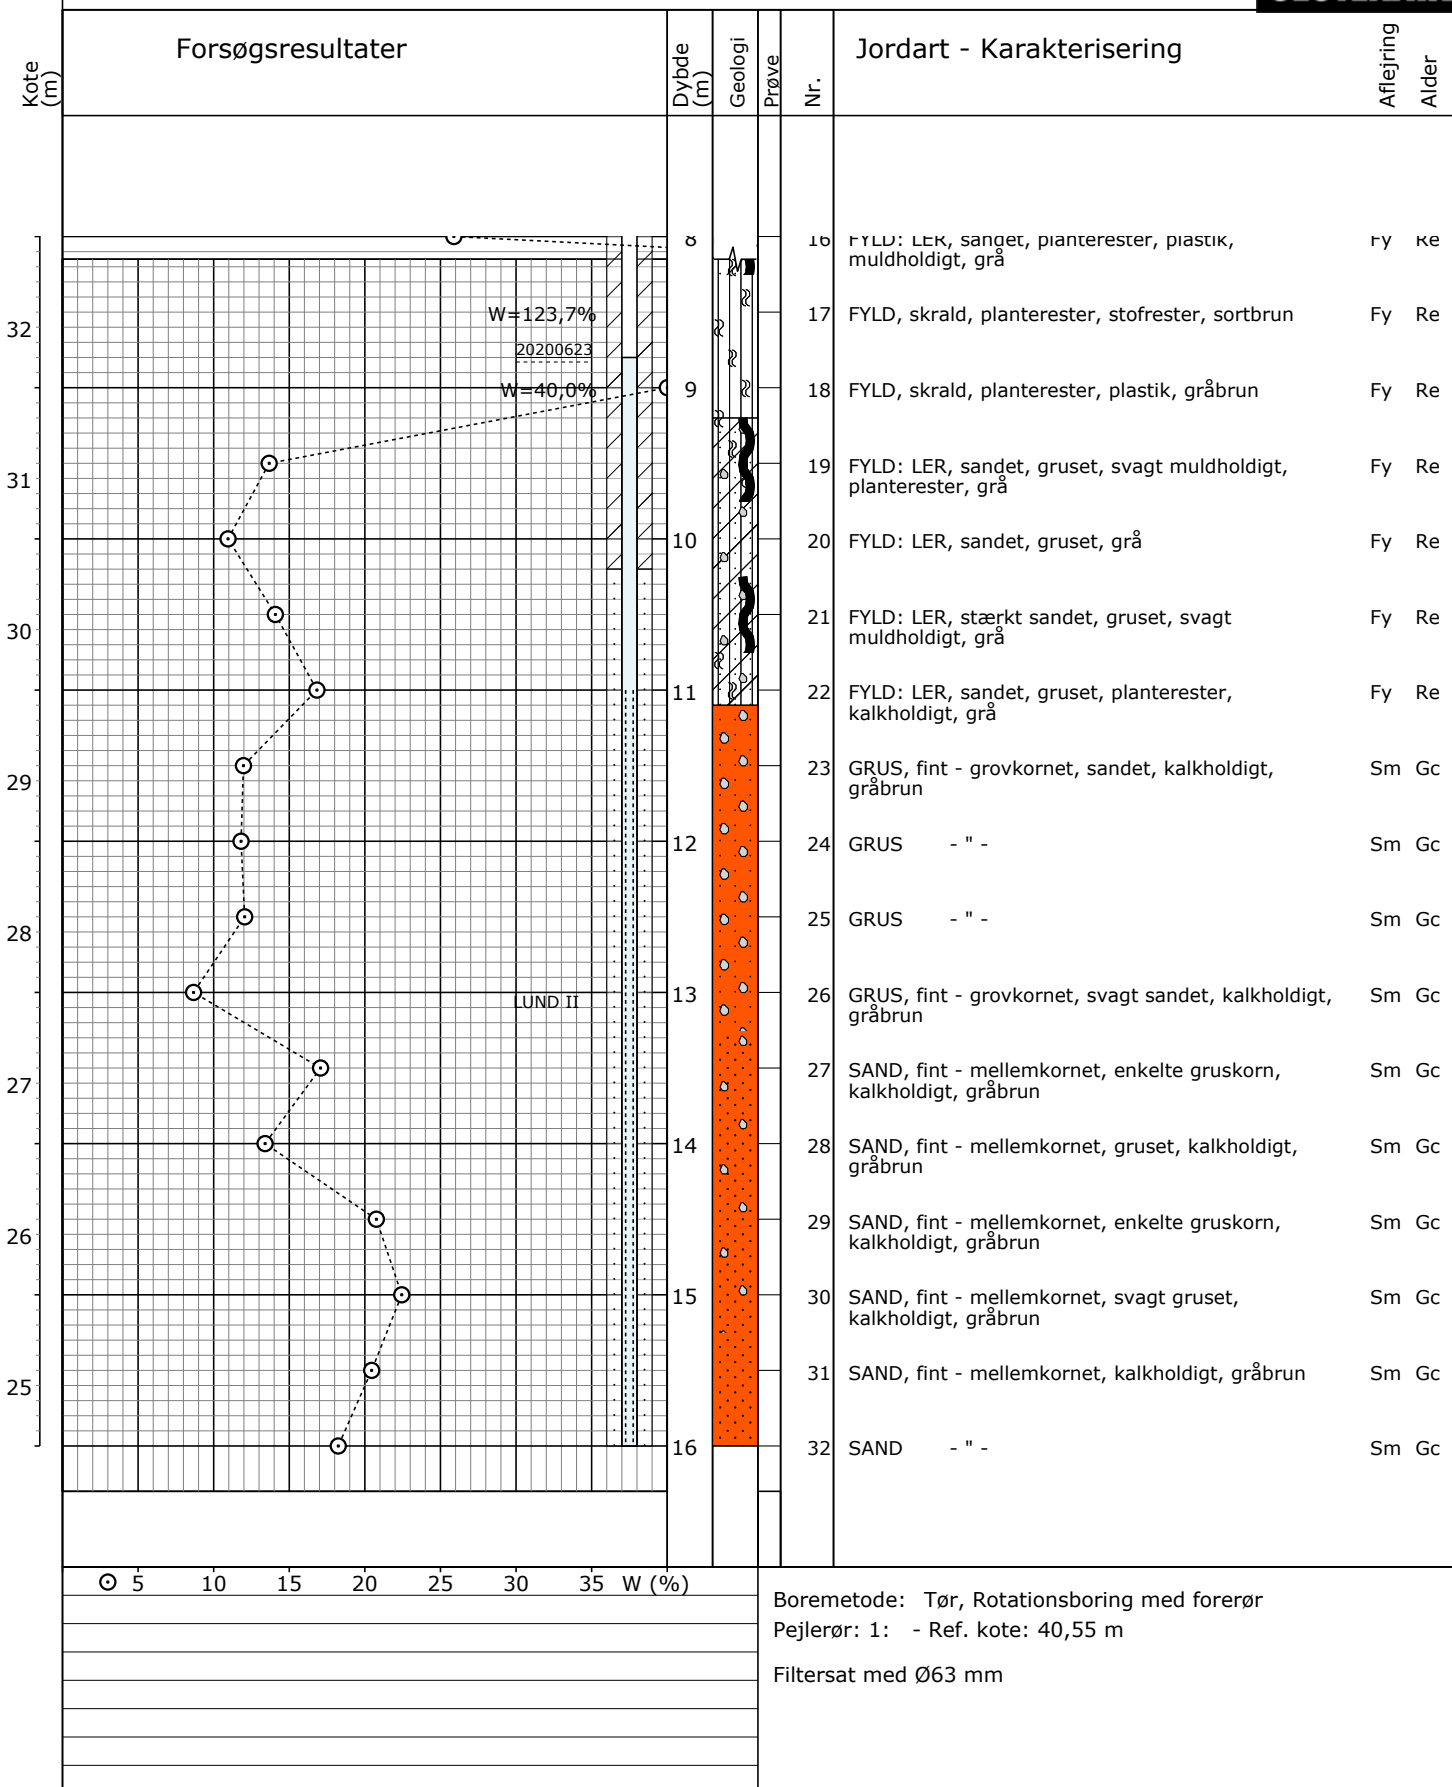 Forsøgsresultater
Kote
(m)
Dybde
(m)
Geologi
Prøve
Nr.
Jordart - Karakterisering
Aflejring
Alder
8
16 FYLD: LER, sandet, planterester, plastik, Fy Re
muldholdigt, grå
W=123,7%
17 FYLD, skrald, planterester, stofrester, sortbrun Fy Re
32
20200623
W=40,0%
9
18 FYLD, skrald, planterester, plastik, gråbrun Fy Re
19 FYLD: LER, sandet, gruset, svagt muldholdigt, Fy Re
planterester, grå
31
10
20 FYLD: LER, sandet, gruset, grå Fy Re
21 FYLD: LER, stærkt sandet, gruset, svagt Fy Re
muldholdigt, grå
30
11
22 FYLD: LER, sandet, gruset, planterester, Fy Re
kalkholdigt, grå
23 GRUS, fint - grovkornet, sandet, kalkholdigt, Sm Gc
gråbrun
29
12
24 GRUS - " - Sm Gc
25 GRUS - " - Sm Gc
28
LUND II
13
26 GRUS, fint - grovkornet, svagt sandet, kalkholdigt, Sm Gc
gråbrun
27 SAND, fint - mellemkornet, enkelte gruskorn, Sm Gc
kalkholdigt, gråbrun
27
14
28 SAND, fint - mellemkornet, gruset, kalkholdigt, Sm Gc
gråbrun
29 SAND, fint - mellemkornet, enkelte gruskorn, Sm Gc
kalkholdigt, gråbrun
26
15
30 SAND, fint - mellemkornet, svagt gruset, Sm Gc
kalkholdigt, gråbrun
31 SAND, fint - mellemkornet, kalkholdigt, gråbrun Sm Gc
25
16
32 SAND - " - Sm Gc
5 10 15 20 25 30 35 W (%)
Boremetode: Tør, Rotationsboring med forerør
Pejlerør: 1: - Ref. kote: 40,55 m
Filtersat med Ø63 mm